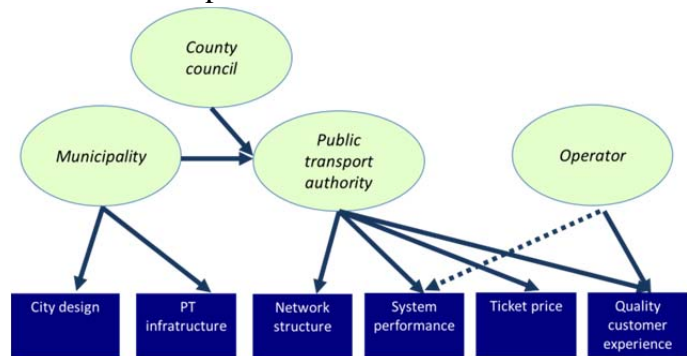 County
council
Municipality
Public
transport
authority
Operator
City design
PT
infratructure
Network
structure
System
performance
Ticket price
Quality
customer
experience